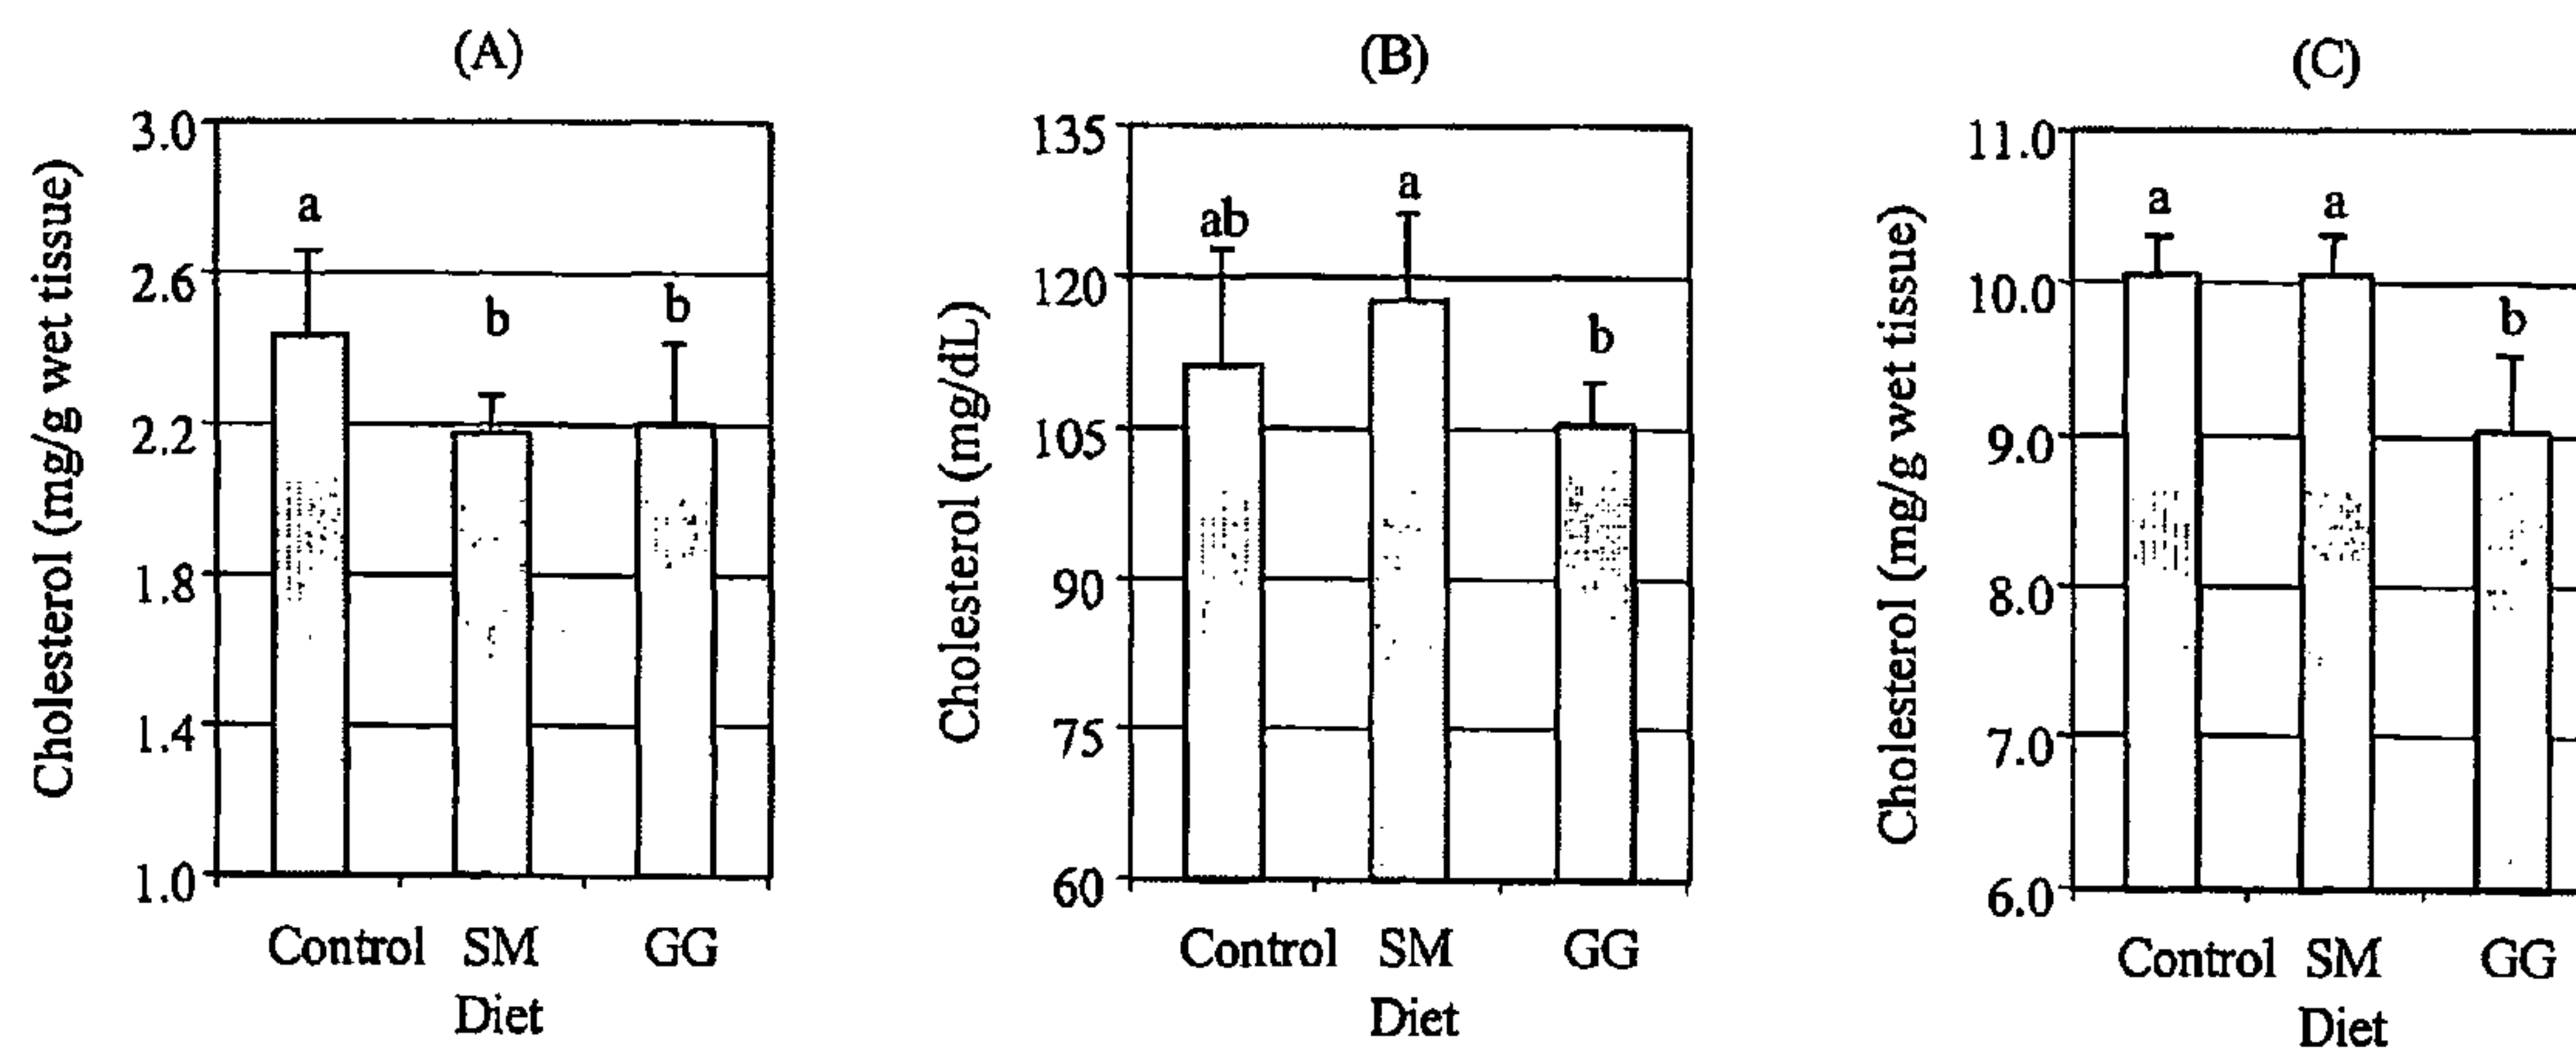 (A)
Cholesterol (mg/g wet tissue)
3.0
2.6
2.2
1.8
1.4
1.0
a
b
b
Control SM GG
Diet
(B)
Cholesterol (mg/dL)
135
120
105
90
75
60
ab
a
b
Control SM GG
Diet
(C)
Cholesterol (mg/g wet tissue)
11.0
10.0
9.0
8.0
7.0
6.0
a
a
b
Control SM GG
Diet